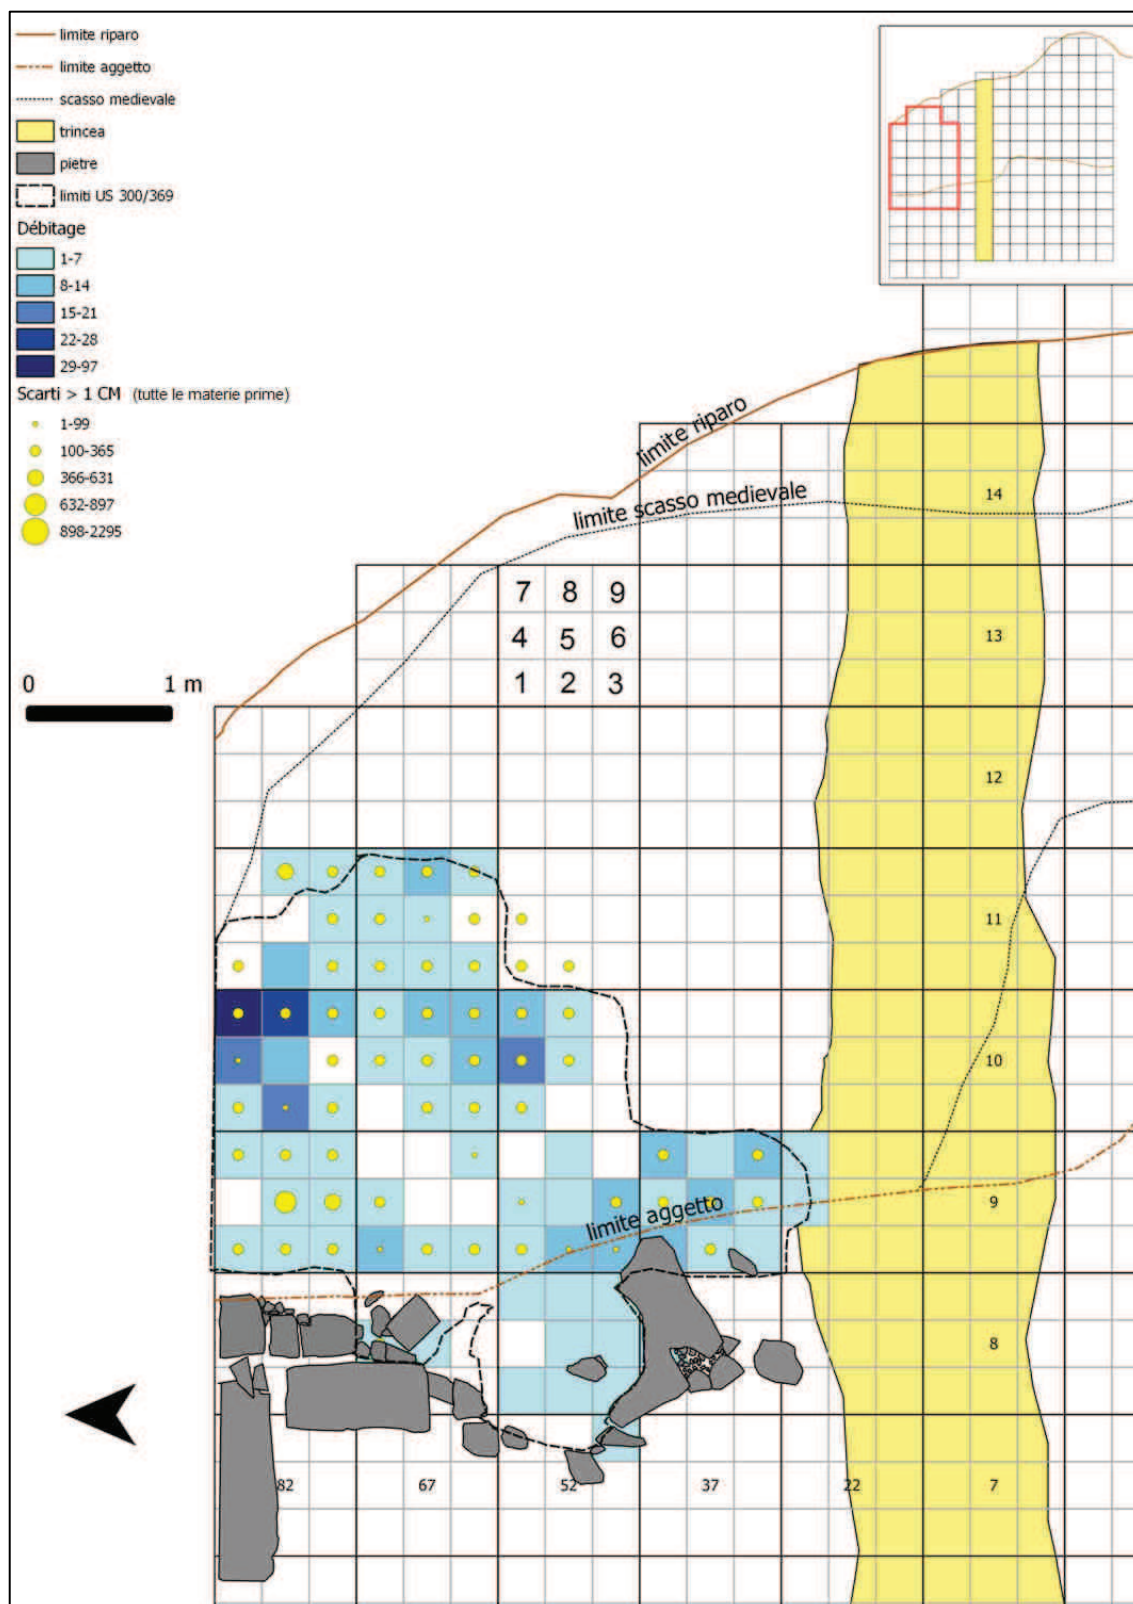 limite riparo
limite aggetto
scasso medievale
trincea
pietre
limiti US 300/369
Débitage
1-7
8-14
15-21
22-28
29-97
Scarti > 1 CM (tutte le materie prime)
1-99
100-365
366-631
632-897
898-2295
limite riparo
limite scasso medievale
14
7 8 9
4 5 6
1 2 3
13
0 1 m
12
11
10
9
limite aggetto
8
82 67 52 37 22 7